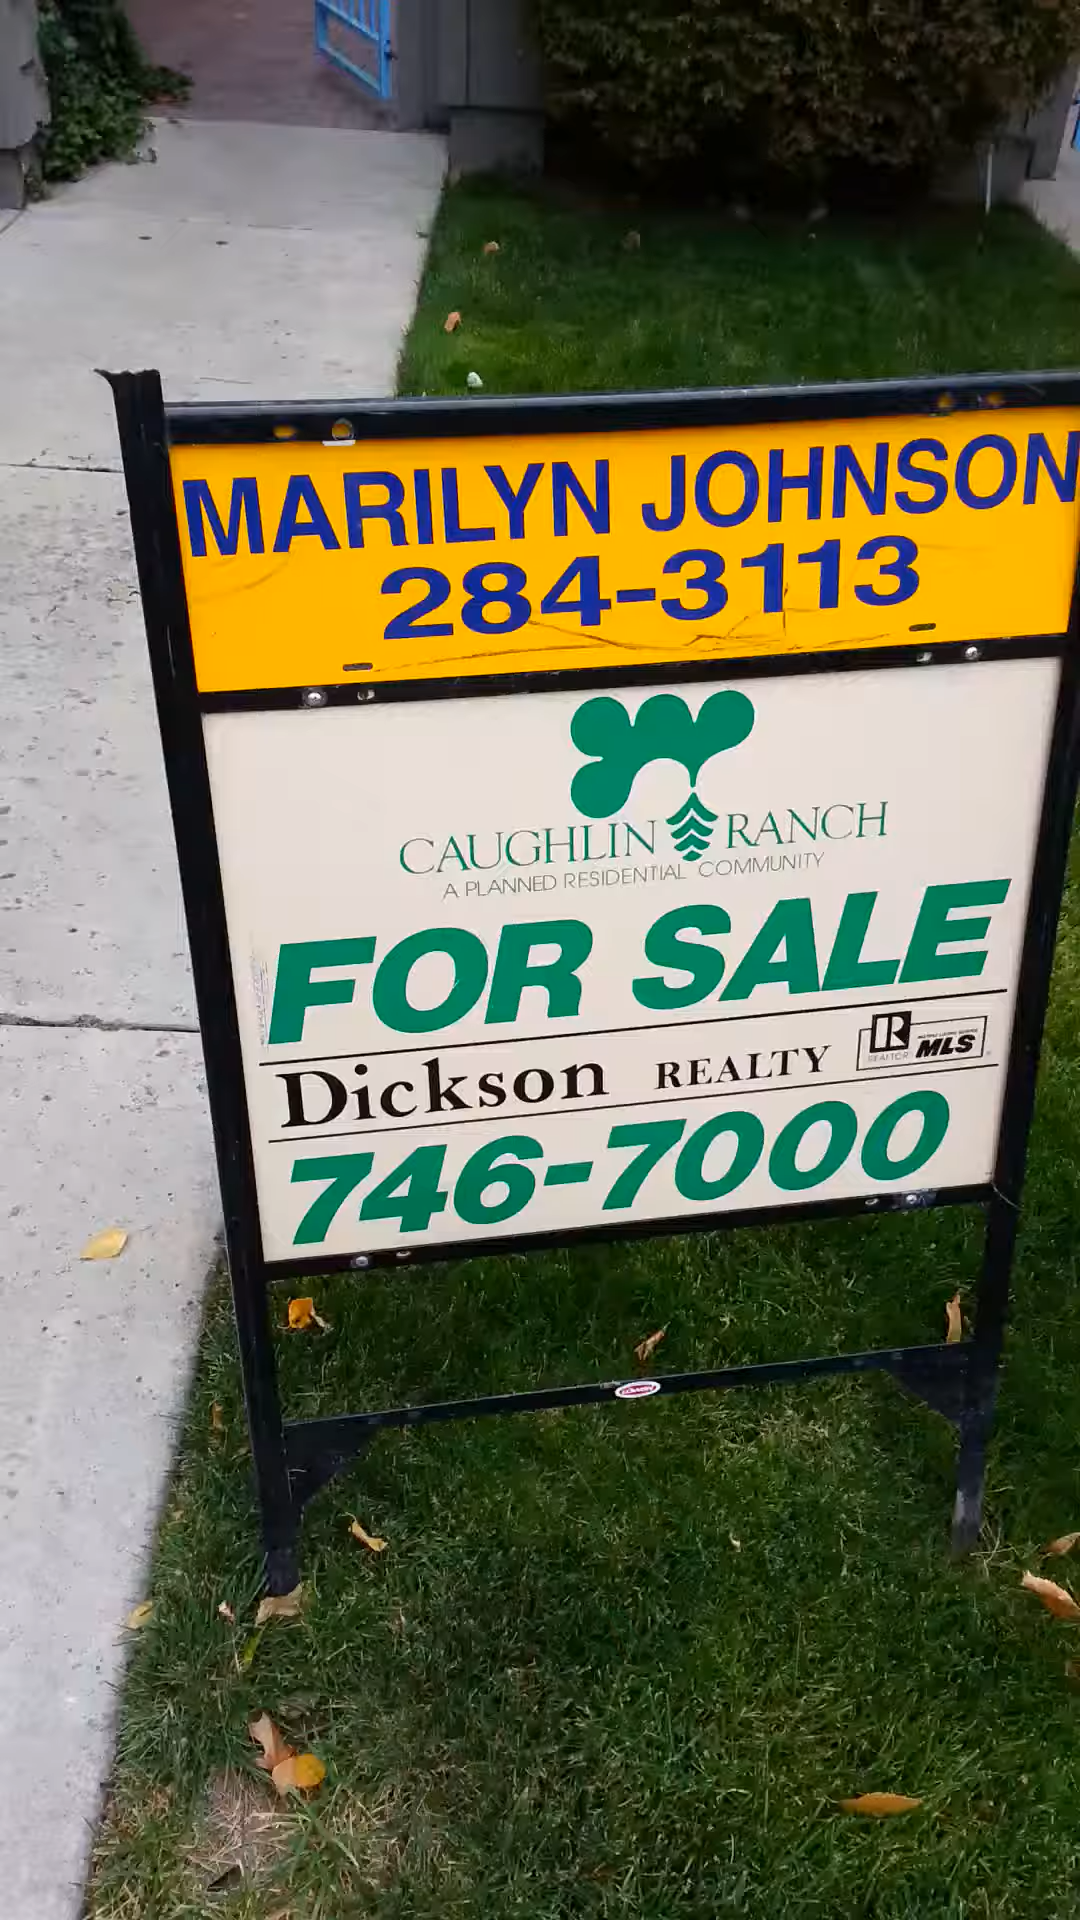 MARILYN JOHNSON
284-3113
CAUGHLIN RANCH
A PLANNED RESIDENTIAL COMMUNITY
FOR SALE
Dickson REALTY R REALTOR MLS
746-7000